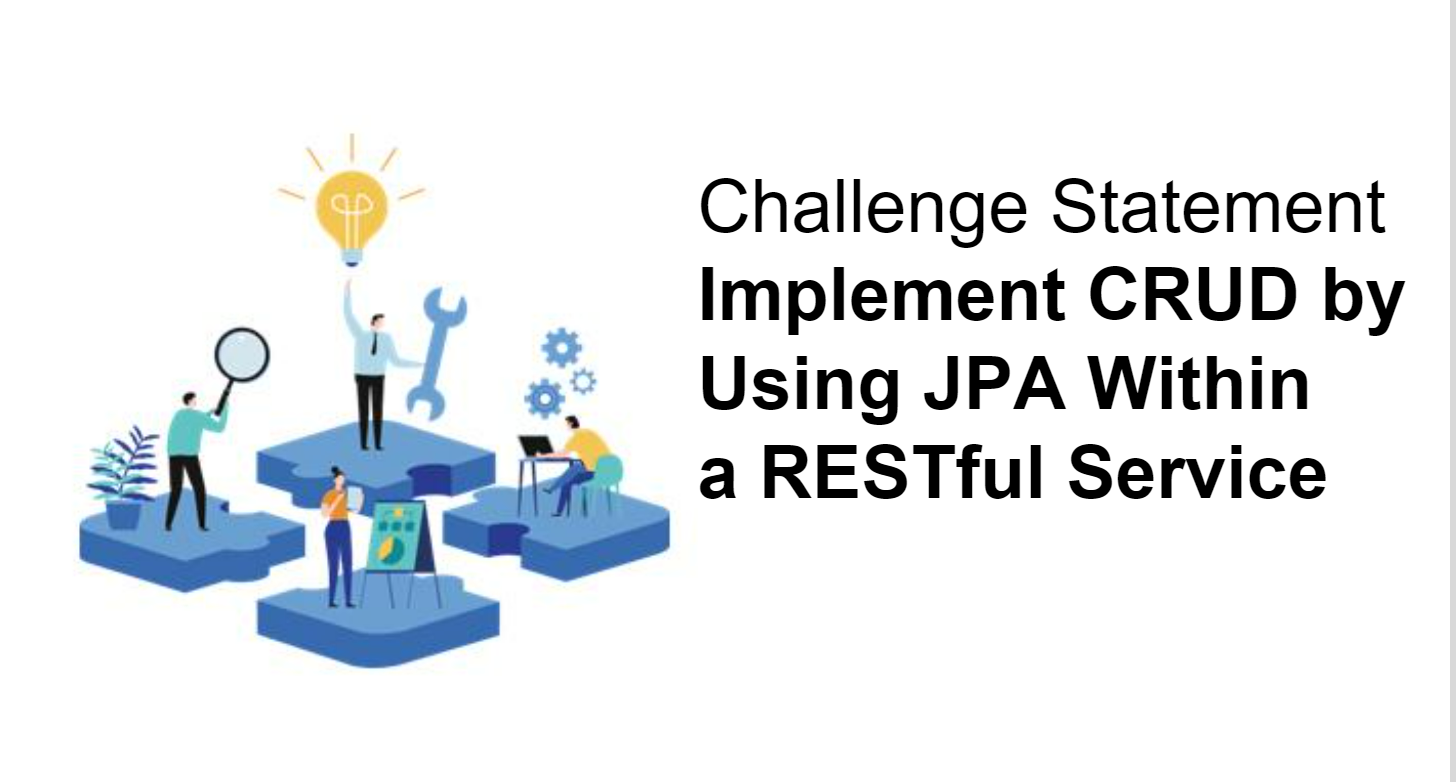 Challenge Statement
Implement CRUD by
Using JPA Within
a RESTful Service